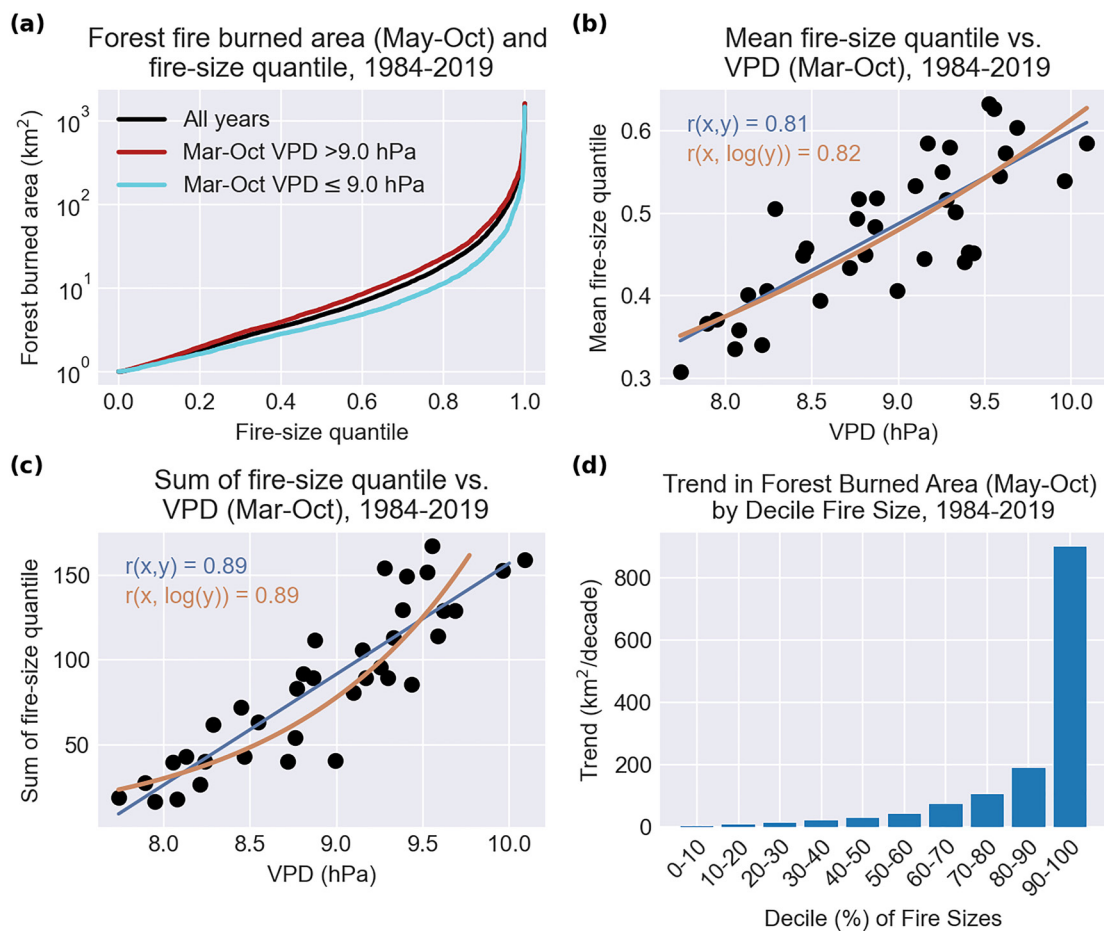 (a)
Forest fire burned area (May-Oct) and
fire-size quantile, 1984-2019
All years
Mar-Oct VPD >9.0 hPa
Mar-Oct VPD ≤ 9.0 hPa
Forest burned area (km²)
10³
10²
10¹
10⁰
0.0 0.2 0.4 0.6 0.8 1.0
Fire-size quantile
(b)
Mean fire-size quantile vs.
VPD (Mar-Oct), 1984-2019
r(x,y) = 0.81
r(x, log(y)) = 0.82
Mean fire-size quantile
0.6
0.5
0.4
0.3
8.0 8.5 9.0 9.5 10.0
VPD (hPa)
(c)
Sum of fire-size quantile vs.
VPD (Mar-Oct), 1984-2019
r(x,y) = 0.89
r(x, log(y)) = 0.89
Sum of fire-size quantile
150
100
50
8.0 8.5 9.0 9.5 10.0
VPD (hPa)
(d)
Trend in Forest Burned Area (May-Oct)
by Decile Fire Size, 1984-2019
Trend (km²/decade)
800
600
400
200
0
0-10 10-20 20-30 30-40 40-50 50-60 60-70 70-80 80-90 90-100
Decile (%) of Fire Sizes